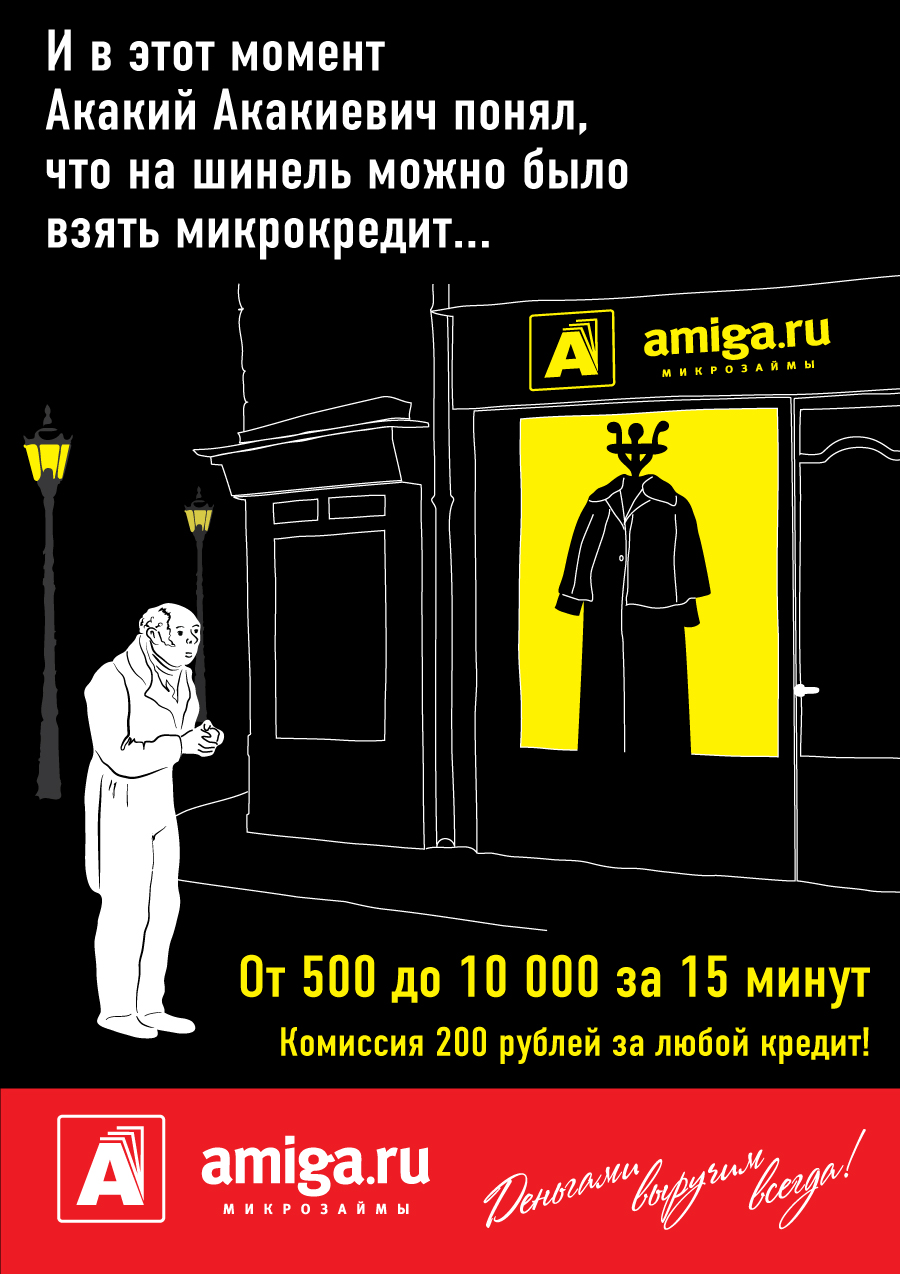 И в этот момент
Акакий Акакиевич понял,
что на шинель можно было
взять микрокредит...
A amiga.ru
МИКРОЗАЙМЫ
От 500 до 10 000 за 15 минут
Комиссия 200 рублей за любой кредит!
A amiga.ru
МИКРОЗАЙМЫ
Деньгами выручим всегда!